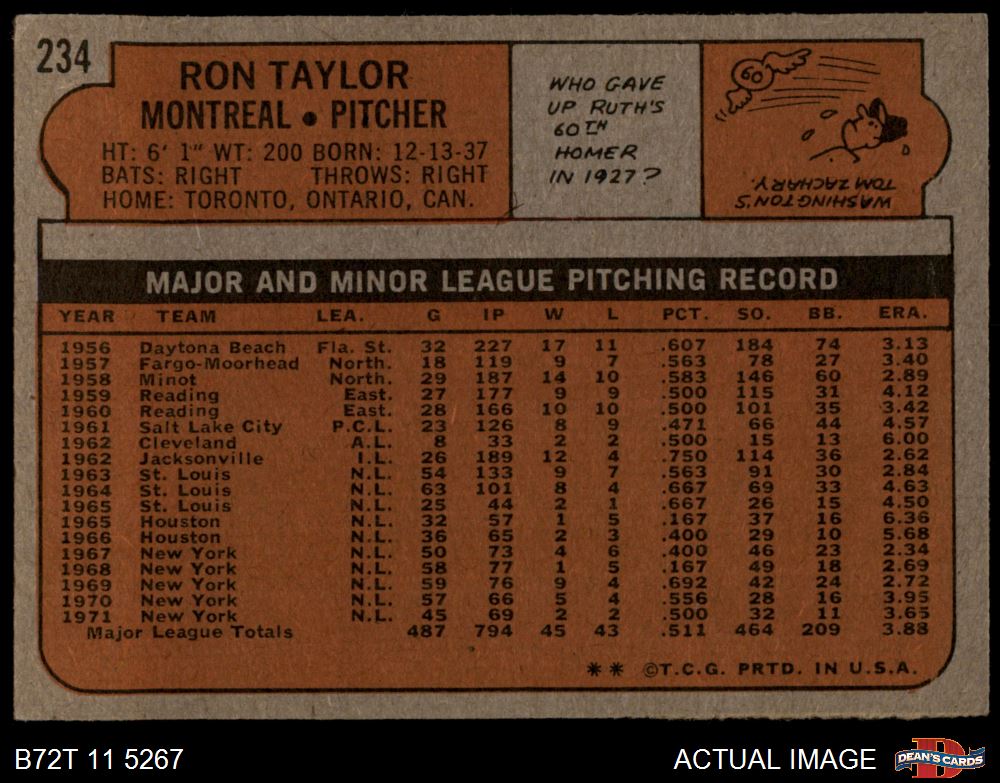 234
RON TAYLOR
MONTREAL • PITCHER
HT: 6' 1" WT: 200 BORN: 12-13-37
BATS: RIGHT THROWS: RIGHT
HOME: TORONTO, ONTARIO, CAN.
WHO GAVE
UP RUTH'S
60TH
HOMER
IN 1927?
60
WASHINGTON'S
TOM ZACHARY.
MAJOR AND MINOR LEAGUE PITCHING RECORD
YEAR TEAM LEA. G IP W L PCT. SO. BB. ERA.
1956 Daytona Beach Fla. St. 32 227 17 11 .607 184 74 3.13
1957 Fargo-Moorhead North. 18 119 9 7 .563 78 27 3.40
1958 Minot North. 29 187 14 10 .583 146 60 2.89
1959 Reading East. 27 177 9 9 .500 115 31 4.12
1960 Reading East. 28 166 10 10 .500 101 35 3.42
1961 Salt Lake City P.C.L. 23 126 8 9 .471 66 44 4.57
1962 Cleveland A.L. 8 33 2 2 .500 15 13 6.00
1962 Jacksonville I.L. 26 189 12 4 .750 114 36 2.62
1963 St. Louis N.L. 54 133 9 7 .563 91 30 2.84
1964 St. Louis N.L. 63 101 8 4 .667 69 33 4.63
1965 St. Louis N.L. 25 44 2 1 .667 26 15 4.50
1965 Houston N.L. 32 57 1 5 .167 37 16 6.36
1966 Houston N.L. 36 65 2 3 .400 29 10 5.68
1967 New York N.L. 50 73 4 6 .400 46 23 2.34
1968 New York N.L. 58 77 1 5 .167 49 18 2.69
1969 New York N.L. 59 76 9 4 .692 42 24 2.72
1970 New York N.L. 57 66 5 4 .556 28 16 3.95
1971 New York N.L. 45 69 2 2 .500 32 11 3.65
Major League Totals 487 794 45 43 .511 464 209 3.88
** ©T.C.G. PRTD. IN U.S.A.
B72T 11 5267
ACTUAL IMAGE
DEAN'S CARDS